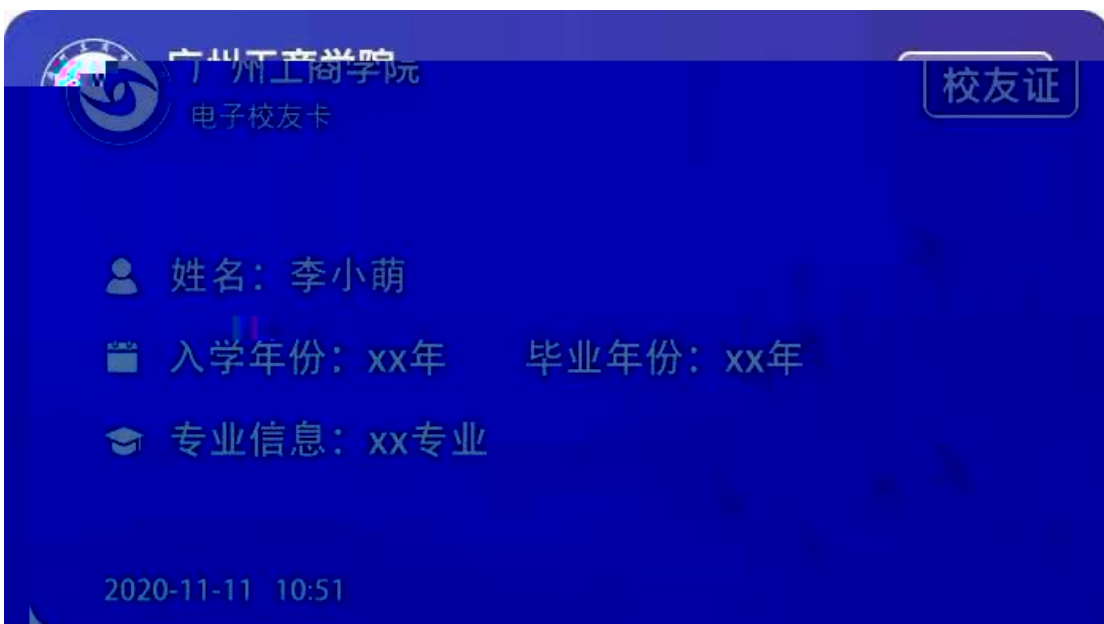 广州工商学院
校友证
电子校友卡
姓名：李小萌
入学年份：xx年 毕业年份：xx年
专业信息：xx专业
2020-11-11 10:51